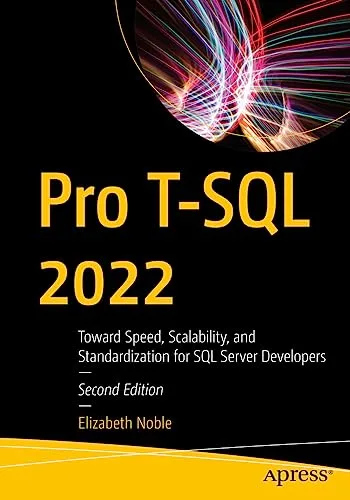 Pro T-SQL
2022
Toward Speed, Scalability, and
Standardization for SQL Server Developers
—
Second Edition
—
Elizabeth Noble
Apress®